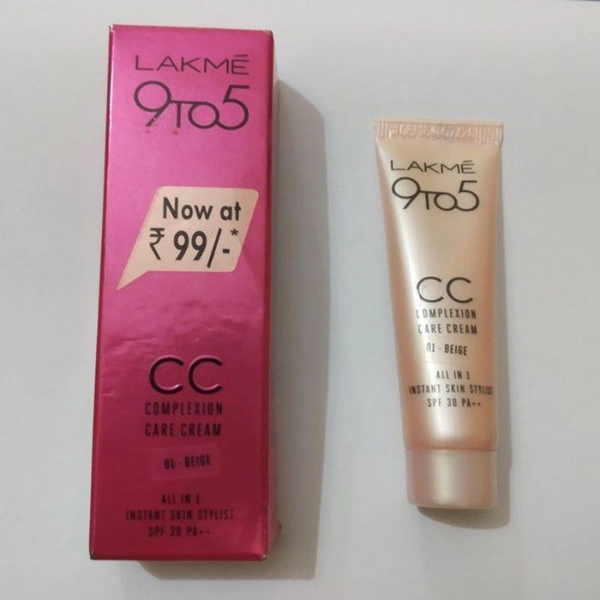 LAKMÉ
9TO5
Now at
₹ 99/-*
CC
COMPLEXION
CARE CREAM
01 - BEIGE
ALL IN 1
INSTANT SKIN STYLIST
SPF 30 PA++
LAKMÉ
9TO5
CC
COMPLEXION
CARE CREAM
01 - BEIGE
ALL IN 1
INSTANT SKIN STYLIST
SPF 30 PA++